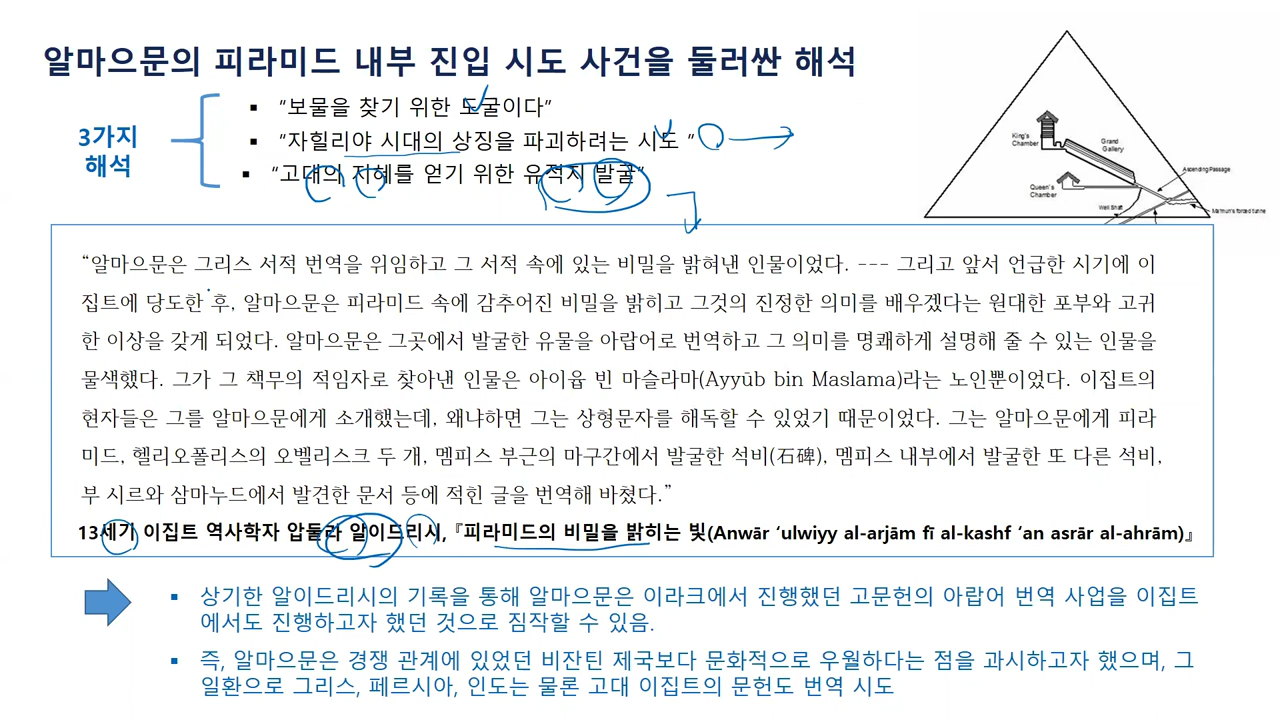 알마으문의 피라미드 내부 진입 시도 사건을 둘러싼 해석
3가지
해석
▪ “보물을 찾기 위한 도굴이다”
▪ “자힐리야 시대의 상징을 파괴하려는 시도 ”
▪ “고대의 지혜를 얻기 위한 유적지 발굴”
King's
Chamber
Grand
Gallery
Queen's
Chamber
Ascending Passage
Well Shaft
Ma'mun's forced tunne
“알마으문은 그리스 서적 번역을 위임하고 그 서적 속에 있는 비밀을 밝혀낸 인물이었다. --- 그리고 앞서 언급한 시기에 이
집트에 당도한 후, 알마으문은 피라미드 속에 감추어진 비밀을 밝히고 그것의 진정한 의미를 배우겠다는 원대한 포부와 고귀
한 이상을 갖게 되었다. 알마으문은 그곳에서 발굴한 유물을 아랍어로 번역하고 그 의미를 명쾌하게 설명해 줄 수 있는 인물을
물색했다. 그가 그 책무의 적임자로 찾아낸 인물은 아이윱 빈 마슬라마(Ayyūb bin Maslama)라는 노인뿐이었다. 이집트의
현자들은 그를 알마으문에게 소개했는데, 왜냐하면 그는 상형문자를 해독할 수 있었기 때문이었다. 그는 알마으문에게 피라
미드, 헬리오폴리스의 오벨리스크 두 개, 멤피스 부근의 마구간에서 발굴한 석비(石碑), 멤피스 내부에서 발굴한 또 다른 석비,
부 시르와 삼마누드에서 발견한 문서 등에 적힌 글을 번역해 바쳤다.”
13세기 이집트 역사학자 압둘라 알이드리시, 『피라미드의 비밀을 밝히는 빛(Anwār ‘ulwiyy al-arjām fī al-kashf ‘an asrār al-ahrām)』
▪ 상기한 알이드리시의 기록을 통해 알마으문은 이라크에서 진행했던 고문헌의 아랍어 번역 사업을 이집트
에서도 진행하고자 했던 것으로 짐작할 수 있음.
▪ 즉, 알마으문은 경쟁 관계에 있었던 비잔틴 제국보다 문화적으로 우월하다는 점을 과시하고자 했으며, 그
일환으로 그리스, 페르시아, 인도는 물론 고대 이집트의 문헌도 번역 시도